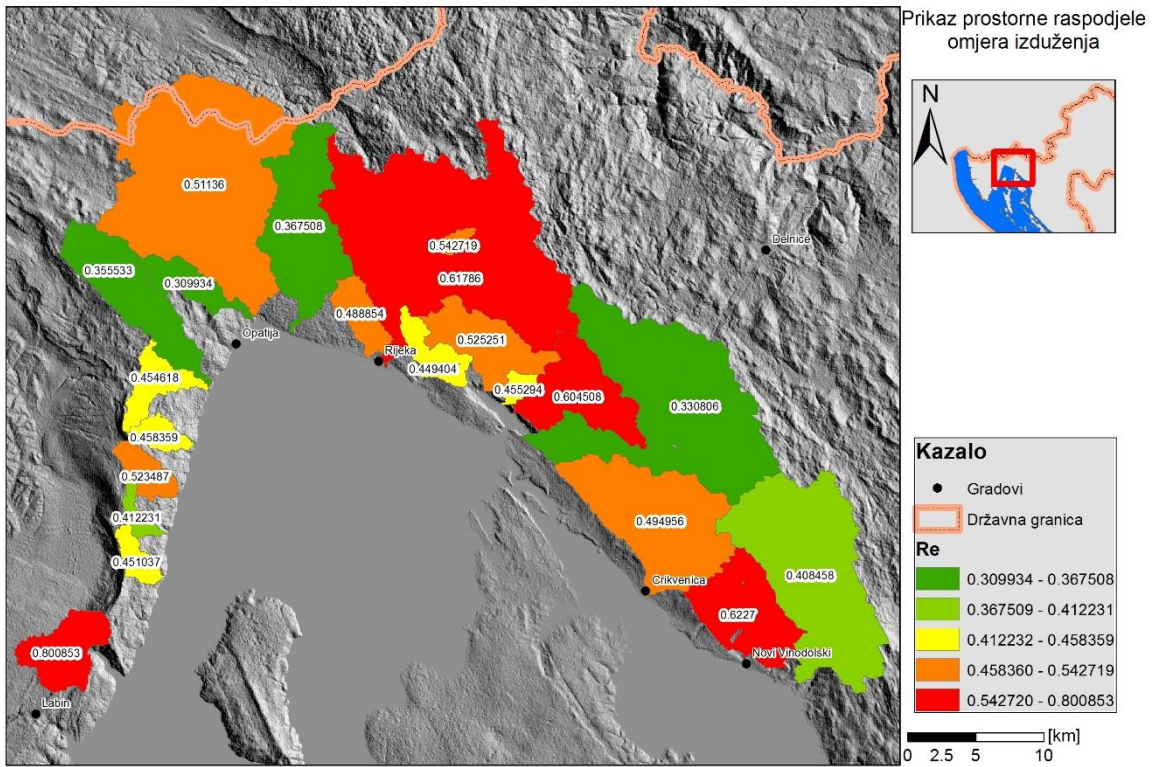 Prikaz prostorne raspodjele
omjera izduženja
N
0.51136
0.367508
0.542719
Delnice
0.355533
0.309934
0.61786
0.488854
Opatija
0.525251
Rijeka
0.449404
0.455294
0.604508
0.330806
0.454618
0.458359
0.523487
0.412231
0.494956
0.451037
0.408458
Crikvenica
0.6227
0.800853
Novi Vinodolski
Labin
Kazalo
Gradovi
Državna granica
Re
0.309934 - 0.367508
0.367509 - 0.412231
0.412232 - 0.458359
0.458360 - 0.542719
0.542720 - 0.800853
[km]
0 2.5 5 10